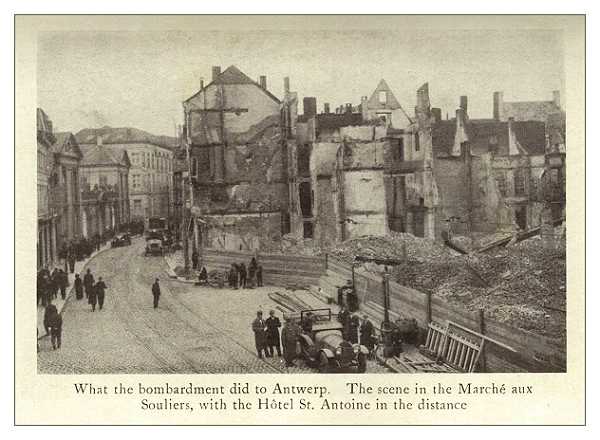 What the bombardment did to Antwerp. The scene in the Marché aux
Souliers, with the Hôtel St. Antoine in the distance